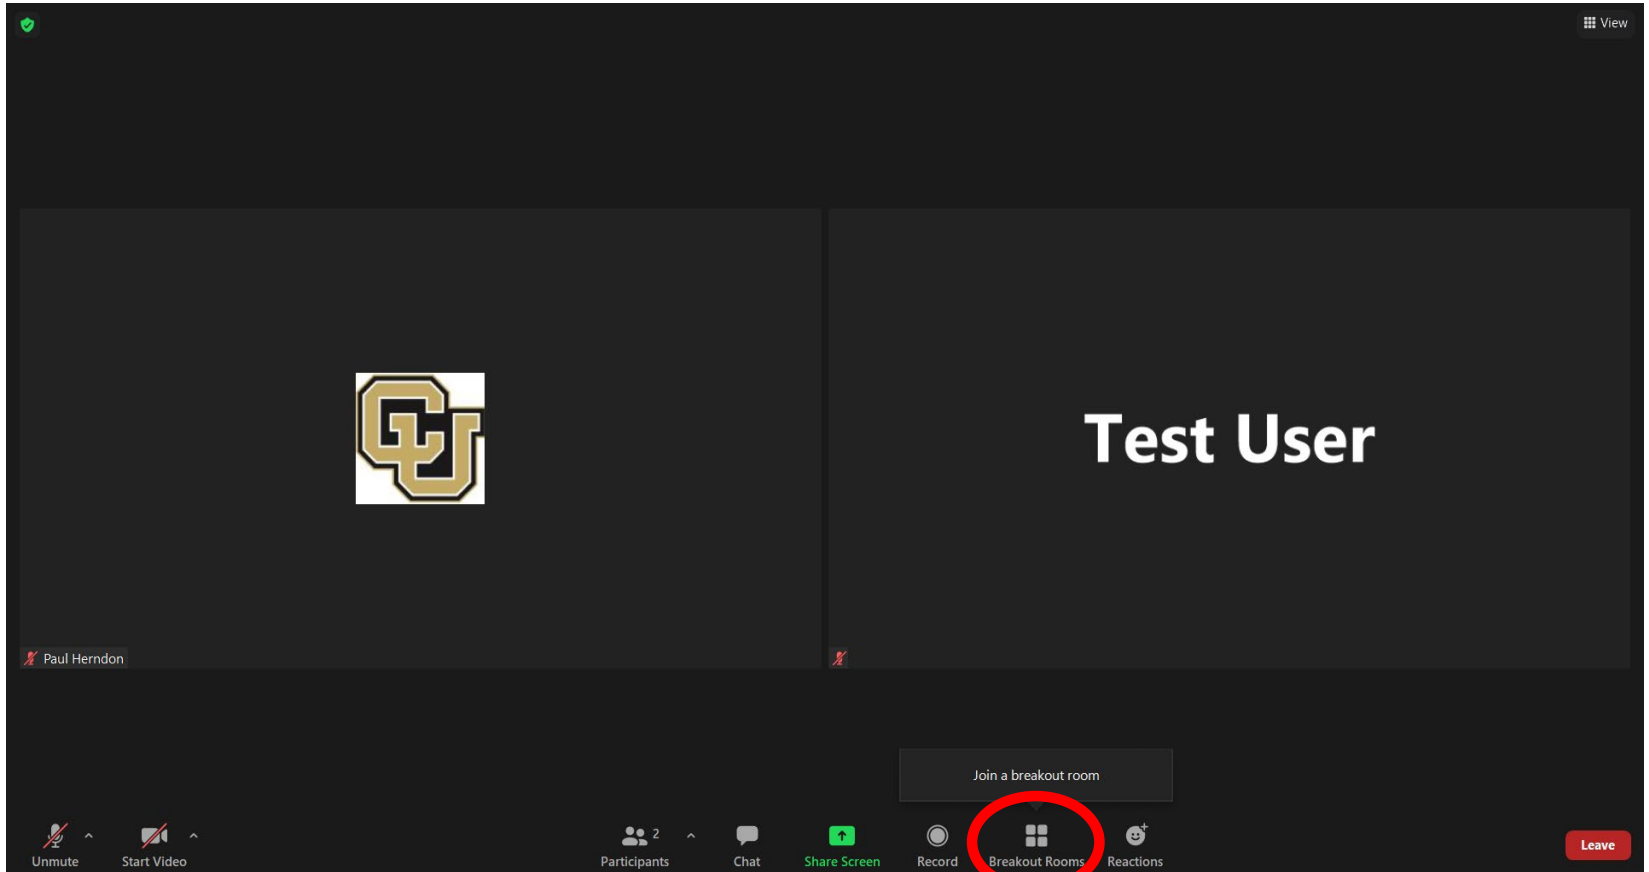 View
CU
Test User
Paul Herndon
Join a breakout room
2
Unmute
Start Video
Participants
Chat
Share Screen
Record
Breakout Rooms
Reactions
Leave